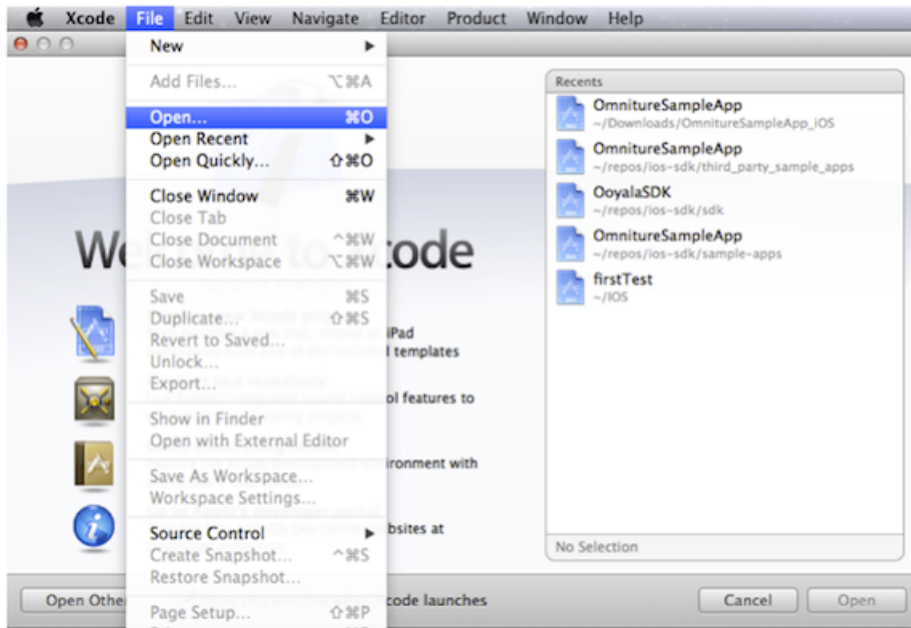 Xcode File Edit View Navigate Editor Product Window Help
New
Add Files... ⌥⌘A
Open... ⌘O
Open Recent
Open Quickly... ⇧⌘O
Close Window ⌘W
Close Tab
Close Document ^⌘W
Close Workspace ⌥⌘W
Save ⌘S
Duplicate... ⇧⌘S
Revert to Saved...
Unlock...
Export...
Show in Finder
Open with External Editor
Save As Workspace...
Workspace Settings...
Source Control
Create Snapshot... ^⌘S
Restore Snapshot...
Page Setup... ⇧⌘P
We to code
iPad
templates
ol features to
ironment with
bsites at
Recents
OmnitureSampleApp
~/Downloads/OmnitureSampleApp_iOS
OmnitureSampleApp
~/repos/ios-sdk/third_party_sample_apps
OoyalaSDK
~/repos/ios-sdk/sdk
OmnitureSampleApp
~/repos/ios-sdk/sample-apps
firstTest
~/IOS
No Selection
Open Othe code launches Cancel Open